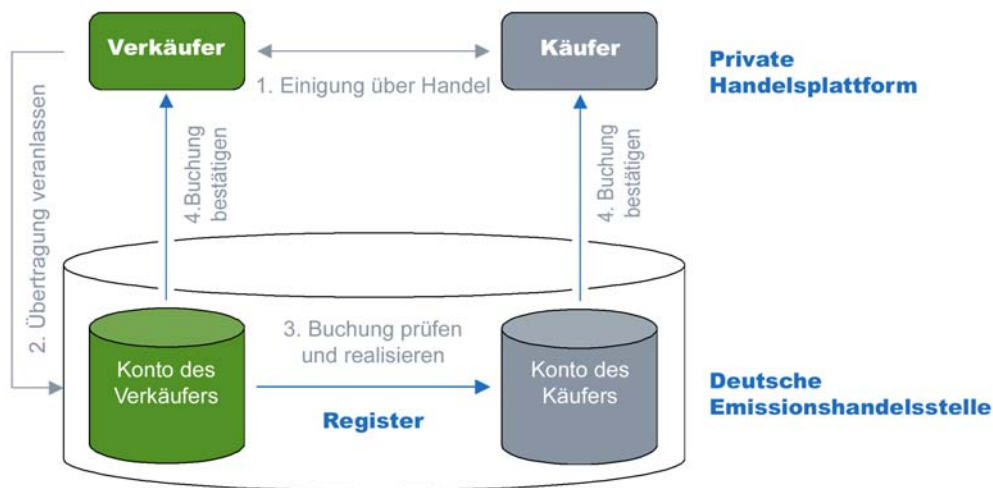 Verkäufer
Käufer
Private
Handelsplattform
1. Einigung über Handel
2. Übertragung veranlassen
4.Buchung
bestätigen
4. Buchung
bestätigen
3. Buchung prüfen
und realisieren
Konto des
Verkäufers
Konto des
Käufers
Register
Deutsche
Emissionshandelsstelle